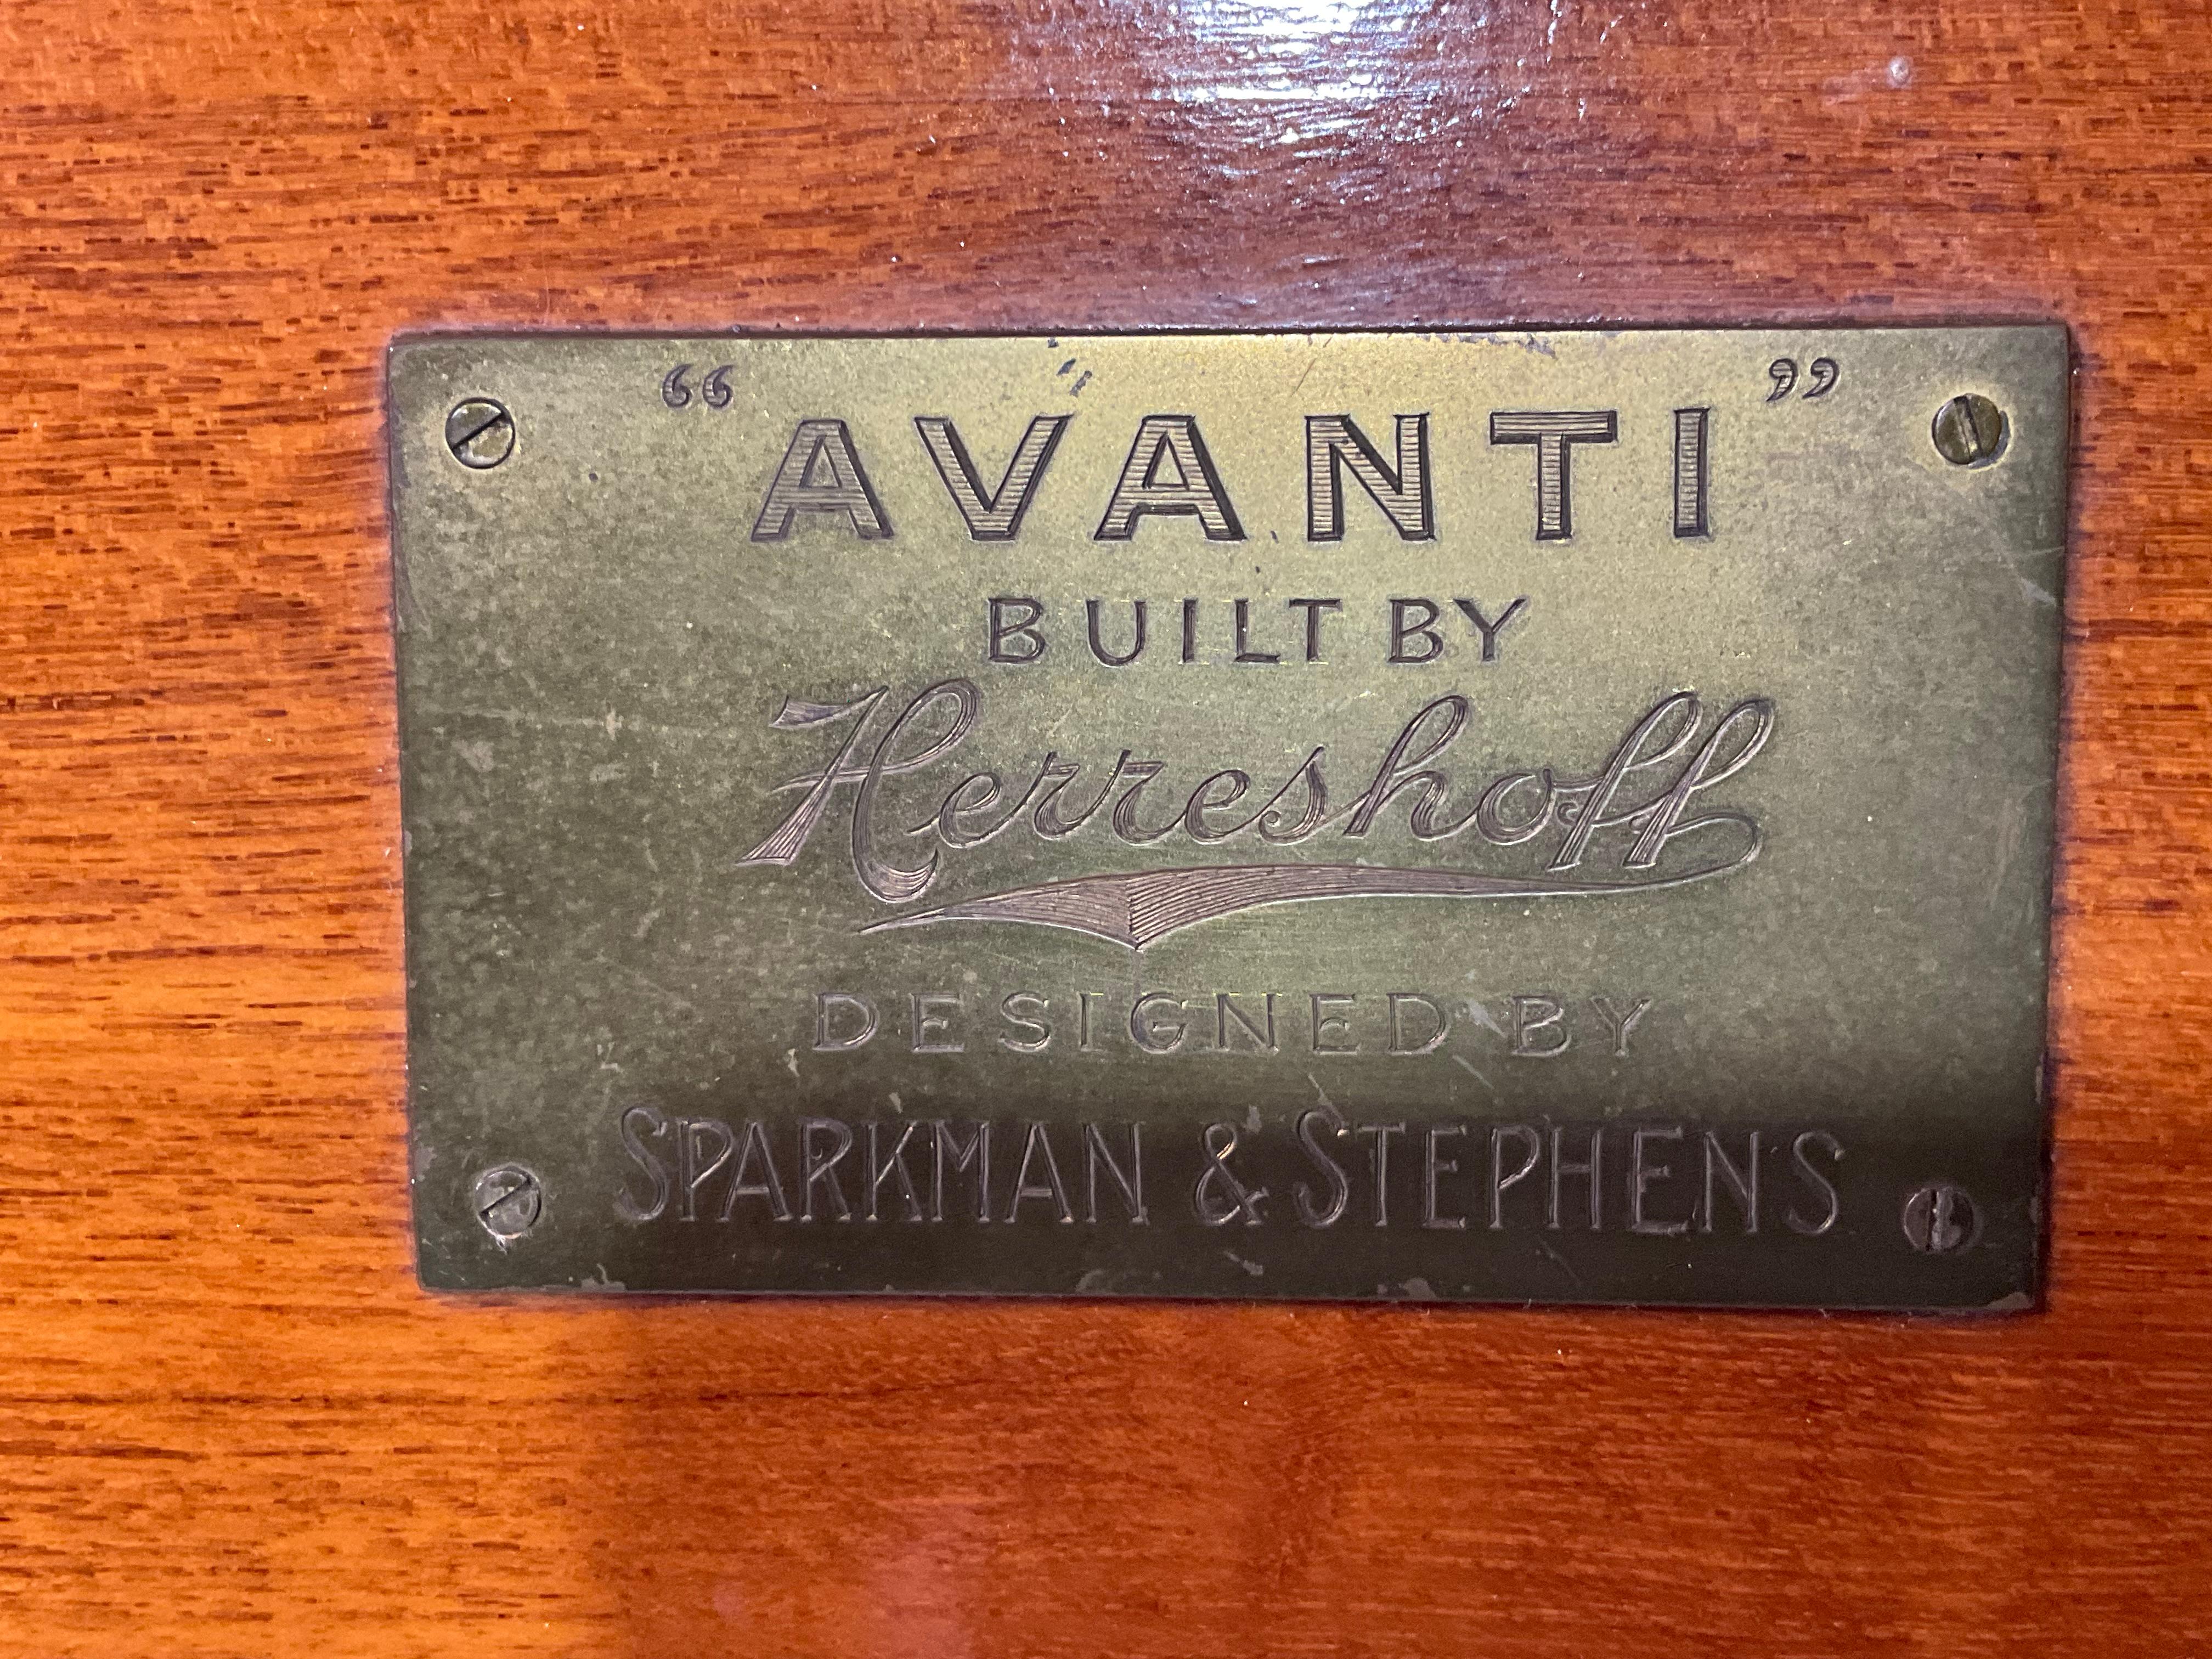 “AVANTI”
BUILT BY
Herreshoff
DESIGNED BY
SPARKMAN & STEPHENS